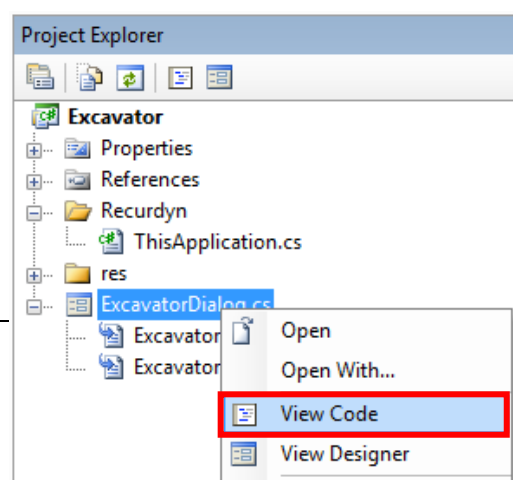 Project Explorer
Excavator
Properties
References
Recurdyn
ThisApplication.cs
res
ExcavatorDialog.cs
Excavator
Open
Excavator
Open With...
View Code
View Designer